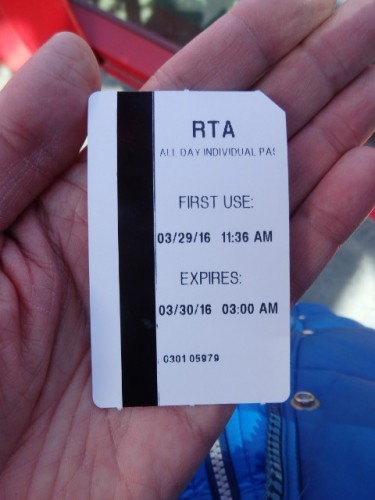 RTA
ALL DAY INDIVIDUAL PAS
FIRST USE:
03/29/16 11:36 AM
EXPIRES:
03/30/16 03:00 AM
0301 05979